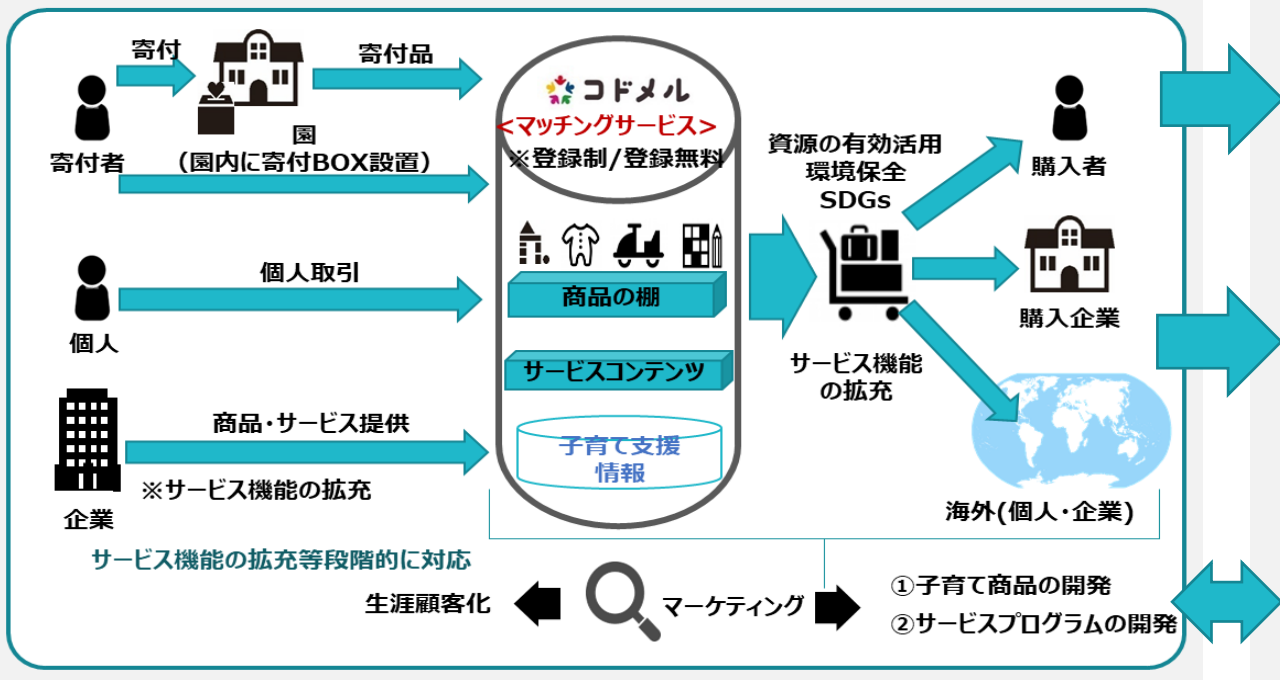 寄付
寄付品
寄付者
園
（園内に寄付BOX設置）
コドメル
<マッチングサービス>
※登録制/登録無料
個人取引
個人
商品の棚
サービスコンテンツ
子育て支援
情報
商品・サービス提供
※サービス機能の拡充
企業
資源の有効活用
環境保全
SDGs
サービス機能
の拡充
購入者
購入企業
海外(個人・企業)
サービス機能の拡充等段階的に対応
生涯顧客化
マーケティング
①子育て商品の開発
②サービスプログラムの開発